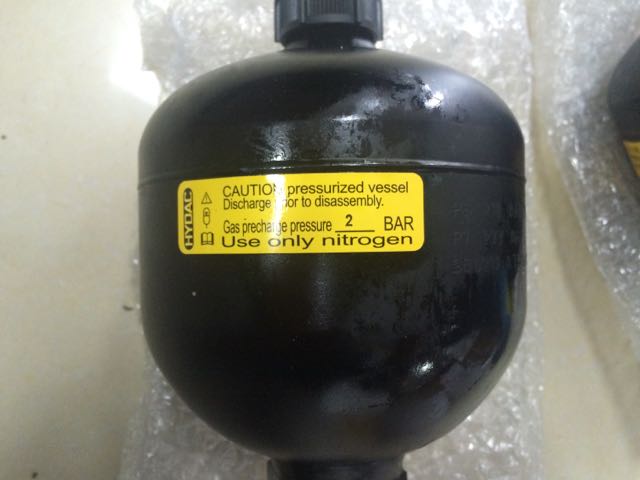 HYDAC
CAUTION pressurized vessel
Discharge prior to disassembly.
Gas precharge pressure 2 BAR
Use only nitrogen